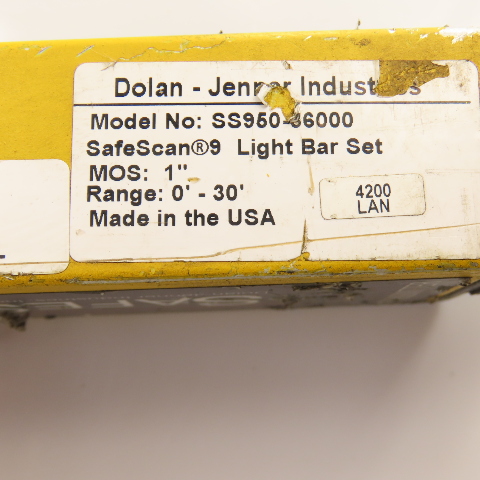 Dolan - Jenner Industries
Model No: SS950-36000
SafeScan®9 Light Bar Set
MOS: 1"
Range: 0' - 30'
Made in the USA
4200
LAN